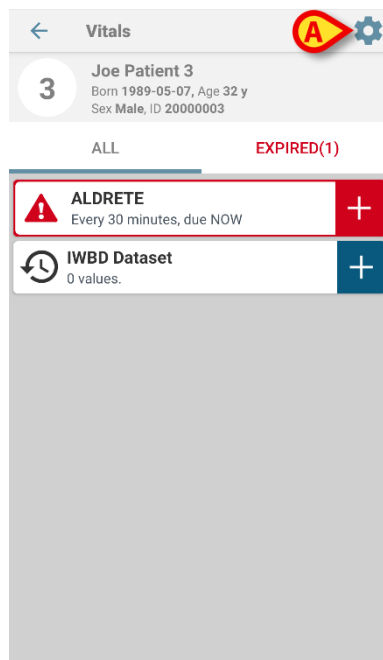 Vitals
A
3
Joe Patient 3
Born 1989-05-07, Age 32 y
Sex Male, ID 20000003
ALL
EXPIRED(1)
ALDRETE
Every 30 minutes, due NOW
IWBD Dataset
0 values.